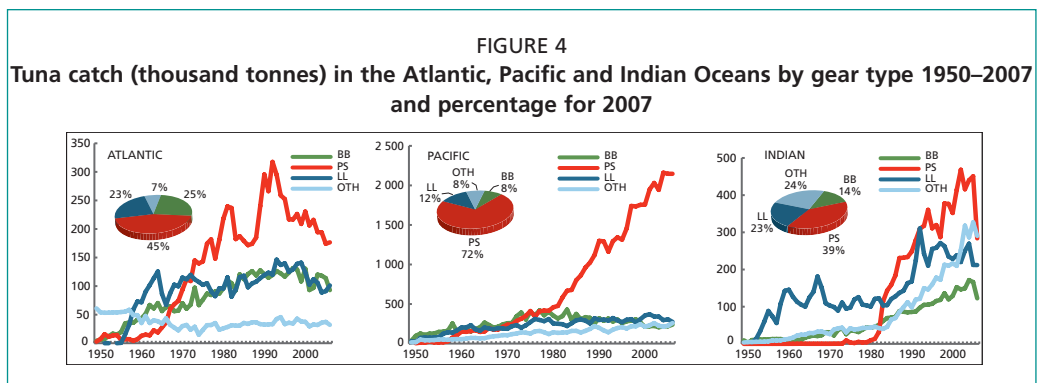 FIGURE 4
Tuna catch (thousand tonnes) in the Atlantic, Pacific and Indian Oceans by gear type 1950–2007
and percentage for 2007
350
300
250
200
150
100
50
0
ATLANTIC
BB
PS
LL
OTH
23%
7%
25%
45%
1950 1960 1970 1980 1990 2000
2 500
2 000
1 500
1 000
500
0
PACIFIC
BB
PS
LL
OTH
OTH
8%
BB
8%
LL
12%
PS
72%
1950 1960 1970 1980 1990 2000
500
400
300
200
100
0
INDIAN
BB
PS
LL
OTH
OTH
24%
BB
14%
LL
23%
PS
39%
1950 1960 1970 1980 1990 2000